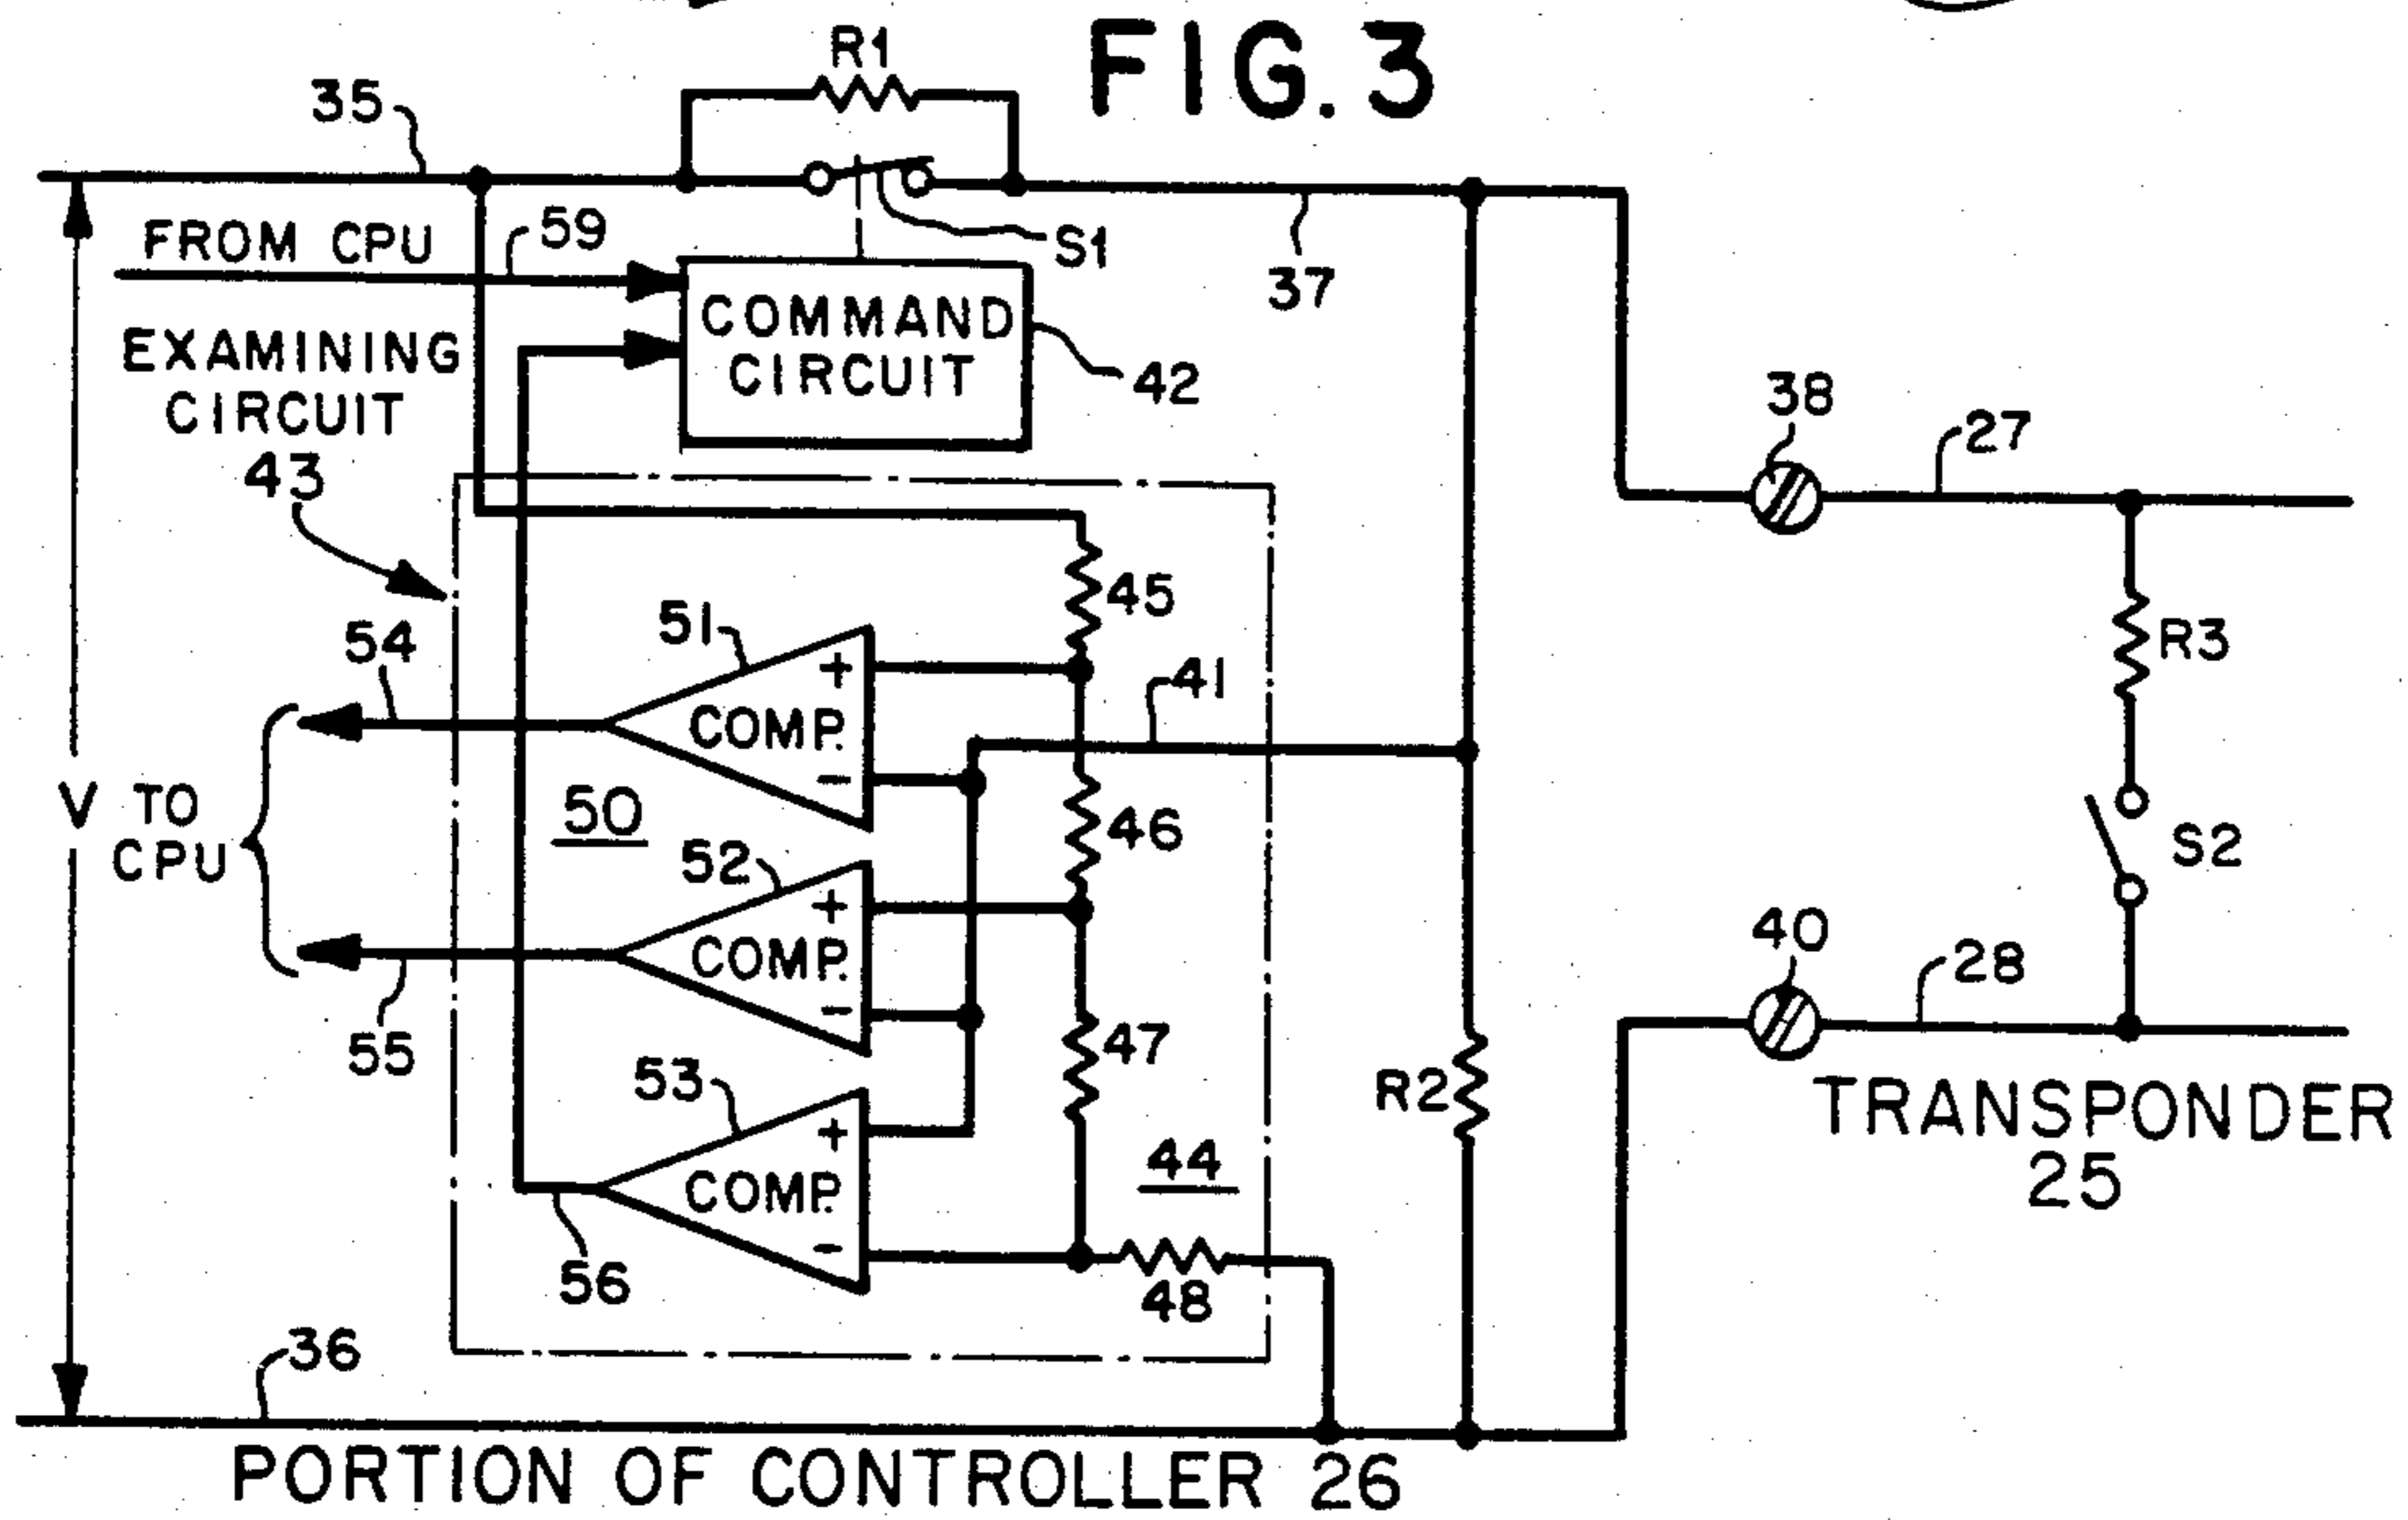 FIG. 3
R1
35
FROM CPU
59
S1
37
COMMAND
CIRCUIT
42
EXAMINING
CIRCUIT
43
38
27
45
51
54
+
41
R3
COMP.
-
V TO
CPU
50
46
S2
52
+
COMP.
-
40
28
55
47
53
R2
+
TRANSPONDER
25
COMP.
44
-
56
48
36
PORTION OF CONTROLLER 26